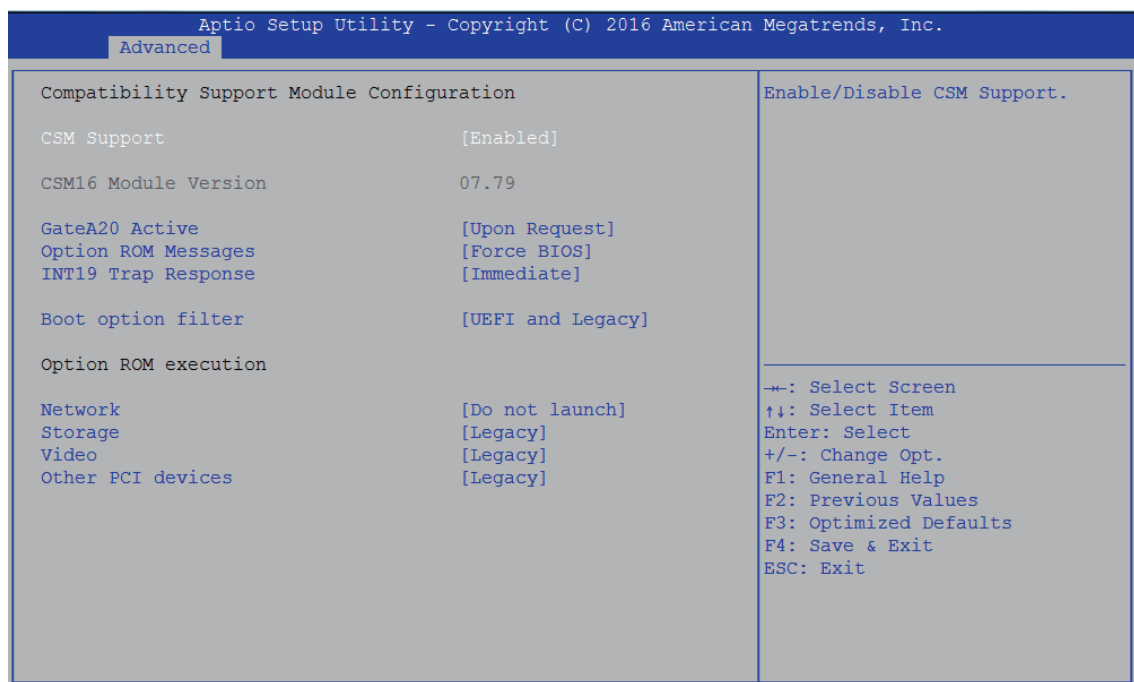 Aptio Setup Utility - Copyright (C) 2016 American Megatrends, Inc.
Advanced
Compatibility Support Module Configuration
CSM Support [Enabled]
CSM16 Module Version 07.79
GateA20 Active [Upon Request]
Option ROM Messages [Force BIOS]
INT19 Trap Response [Immediate]
Boot option filter [UEFI and Legacy]
Option ROM execution
Network [Do not launch]
Storage [Legacy]
Video [Legacy]
Other PCI devices [Legacy]
Enable/Disable CSM Support.
→←: Select Screen
↑↓: Select Item
Enter: Select
+/-: Change Opt.
F1: General Help
F2: Previous Values
F3: Optimized Defaults
F4: Save & Exit
ESC: Exit